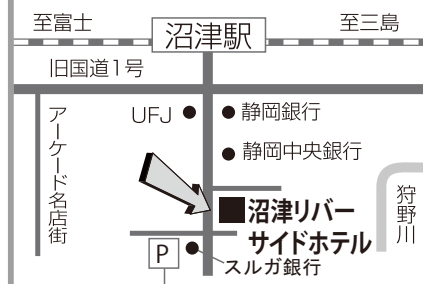 至富士
沼津駅
至三島
旧国道1号
UFJ
静岡銀行
静岡中央銀行
アーケード名店街
沼津リバー
サイドホテル
狩野川
P
スルガ銀行